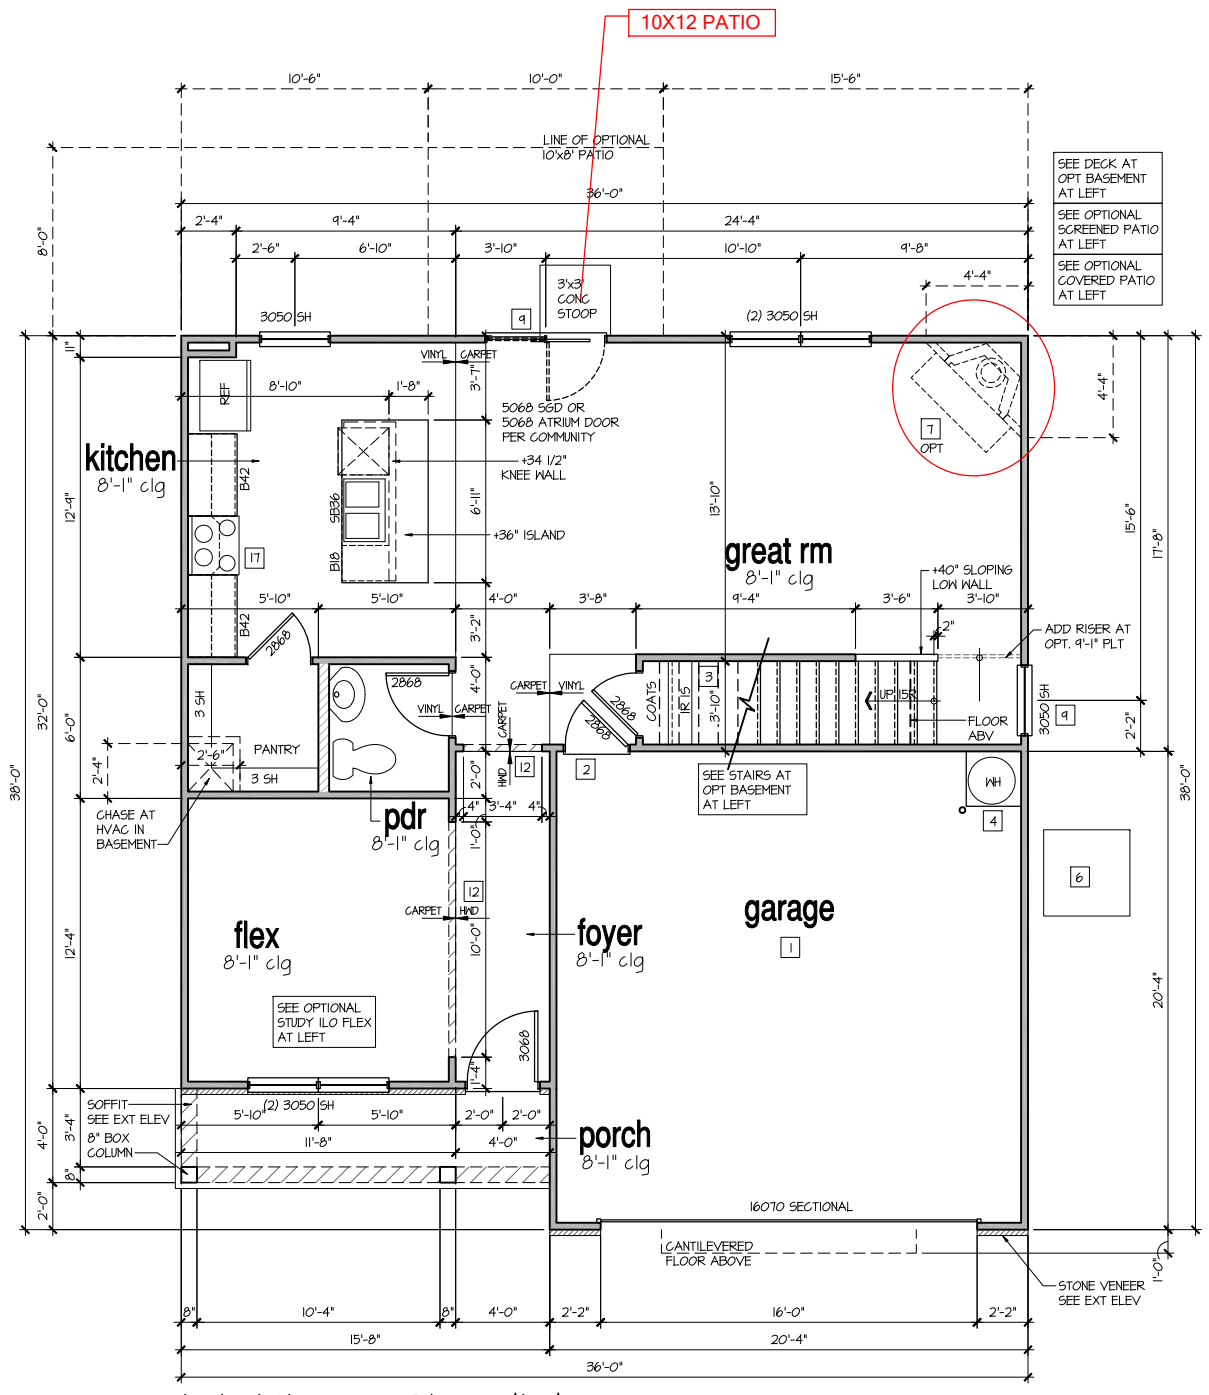 10X12 PATIO
10'-6"
10'-0"
15'-6"
LINE OF OPTIONAL
10'x8' PATIO
36'-0"
SEE DECK AT
OPT BASEMENT
AT LEFT
SEE OPTIONAL
SCREENED PATIO
AT LEFT
SEE OPTIONAL
COVERED PATIO
AT LEFT
2'-4"
9'-4"
24'-4"
8'-0"
2'-6"
6'-10"
3'-10"
10'-10"
9'-8"
4'-4"
3'x3'
CONC
STOOP
3050 SH
9
(2) 3050 SH
11"
VINYL
CARPET
3'-7"
REF
8'-10"
1'-8"
5068 SGD OR
5068 ATRIUM DOOR
PER COMMUNITY
4'-4"
7
OPT
kitchen
8'-1" clg
B42
+34 1/2"
KNEE WALL
SB36
6'-11"
13'-10"
15'-6"
17'-8"
12'-9"
+36" ISLAND
17
B18
great rm
8'-1" clg
+40" SLOPING
LOW WALL
5'-10"
5'-10"
4'-0"
3'-8"
9'-4"
3'-6"
3'-10"
B42
2868
3'-2"
2"
ADD RISER AT
OPT. 9'-1" PLT
32'-0"
38'-0"
6'-0"
3 SH
2868
4'-0"
CARPET
VINYL
2868
2868
COATS
1R 1S
3
3'-10"
UP 15R
FLOOR
ABV
3050 SH
9
2'-2"
VINYL
CARPET
PANTRY
2'-6"
3 SH
2'-4"
HWD
CARPET
12
2
2'-0"
SEE STAIRS AT
OPT BASEMENT
AT LEFT
WH
4
38'-0"
4"
3'-4"
4"
CHASE AT
HVAC IN
BASEMENT
pdr
8'-1" clg
1'-0"
6
12
CARPET
HWD
garage
1
flex
8'-1" clg
foyer
8'-1" clg
10'-0"
12'-4"
20'-4"
SEE OPTIONAL
STUDY ILO FLEX
AT LEFT
3068
1'-4"
SOFFIT
SEE EXT ELEV
(2) 3050 SH
5'-10"
5'-10"
2'-0"
2'-0"
8" BOX
COLUMN
11'-8"
4'-0"
porch
8'-1" clg
4'-0"
3'-4"
8"
2'-0"
16070 SECTIONAL
CANTILEVERED
FLOOR ABOVE
1'-0"
STONE VENEER
SEE EXT ELEV
8"
10'-4"
8"
4'-0"
2'-2"
16'-0"
2'-2"
15'-8"
20'-4"
36'-0"